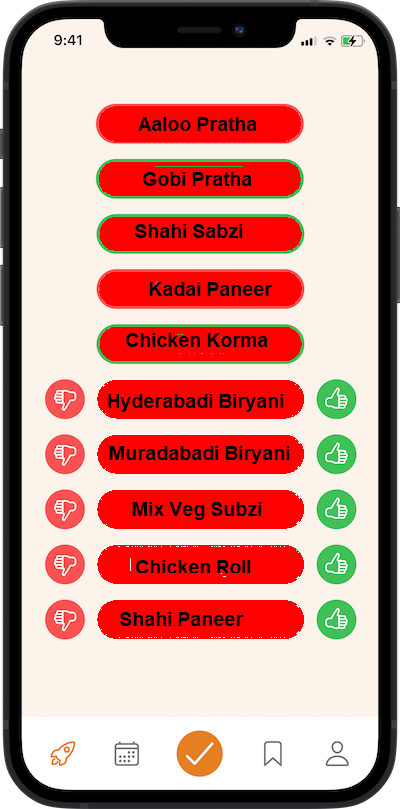 9:41
Aaloo Pratha
Gobi Pratha
Shahi Sabzi
Kadai Paneer
Chicken Korma
Hyderabadi Biryani
Muradabadi Biryani
Mix Veg Subzi
Chicken Roll
Shahi Paneer